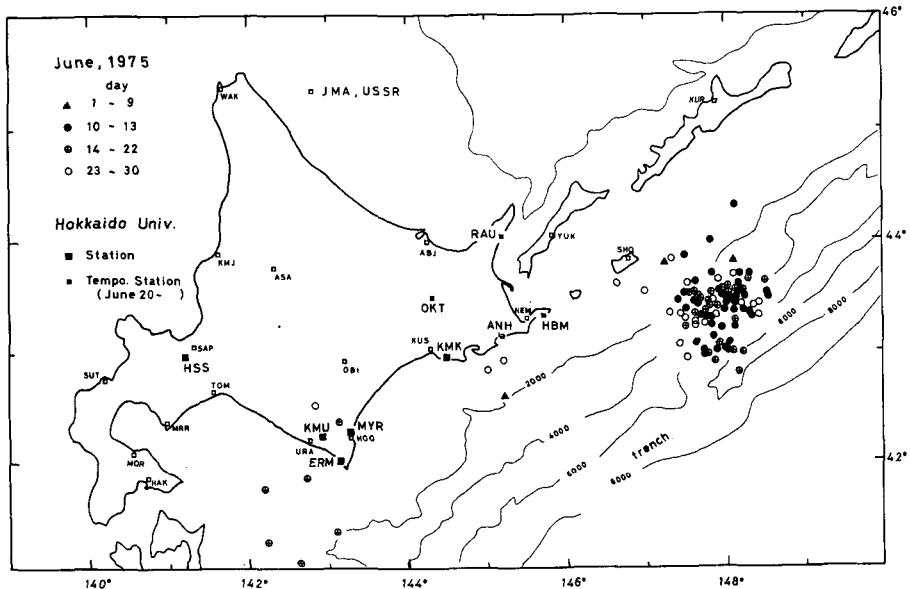 46°
June, 1975
day
1 ~ 9
10 ~ 13
14 ~ 22
23 ~ 30
JMA, USSR
WAK
KUR
Hokkaido Univ.
Station
Tempo. Station
(June 20~ )
RAU
YUK
44°
ABJ
SHO
KMJ
ASA
OKT
NEM
HBM
ANH
KUS
KMK
SAP
HSS
OBI
SUT
TOM
2000
6000
8000
MRR
KMU
MYR
HOO
URA
ERM
4000
6000
trench
8000
42°
MOR
HAK
140°
142°
144°
146°
148°